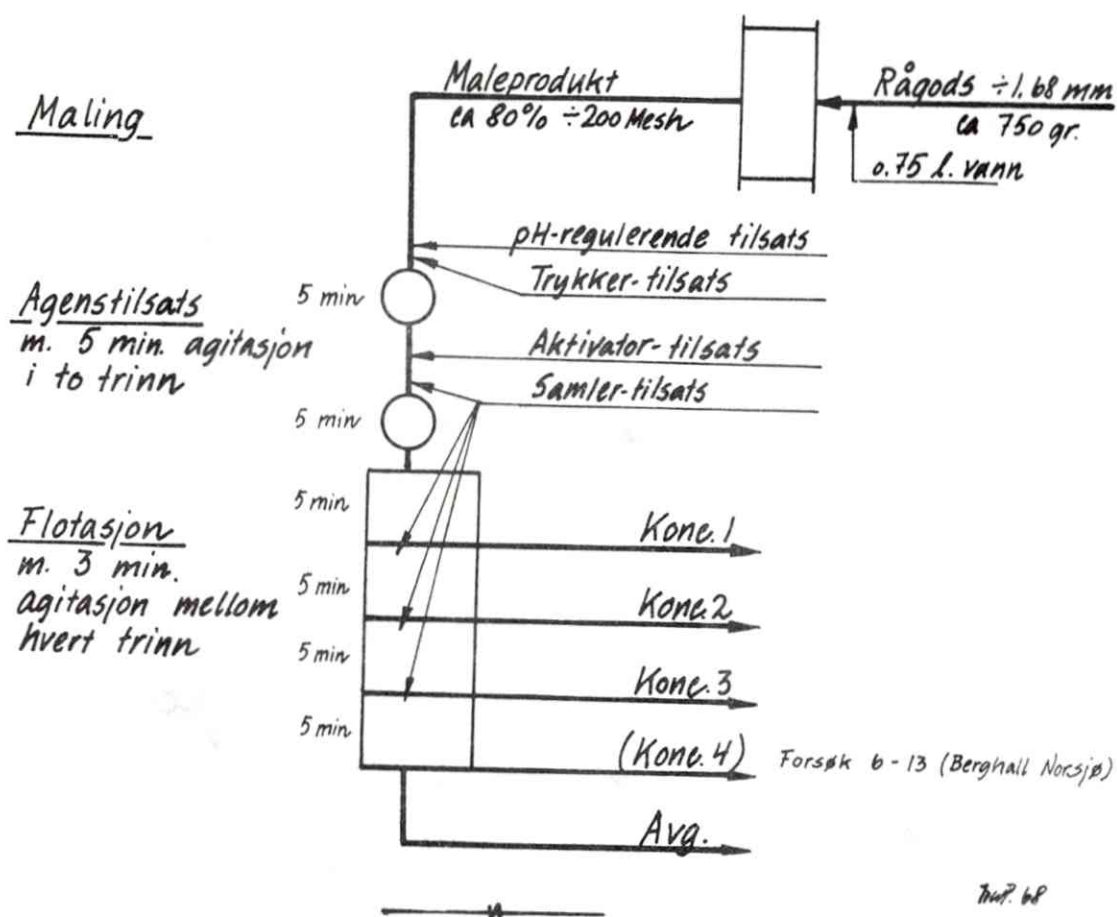 Maling
Maleprodukt
ca 80% ÷200 Mesh
Rågods ÷1.68 mm
ca 750 gr.
0.75 l. vann
pH-regulerende tilsats
Trykker-tilsats
Agenstilsats
m. 5 min. agitasjon
i to trinn
5 min
Aktivator-tilsats
Samler-tilsats
5 min
Flotasjon
m. 3 min.
agitasjon mellom
hvert trinn
5 min
Konc. 1
5 min
Konc. 2
5 min
Konc. 3
5 min
(Konc. 4)
Forsøk 6-13 (Berghall Norsjø)
Avg.
68